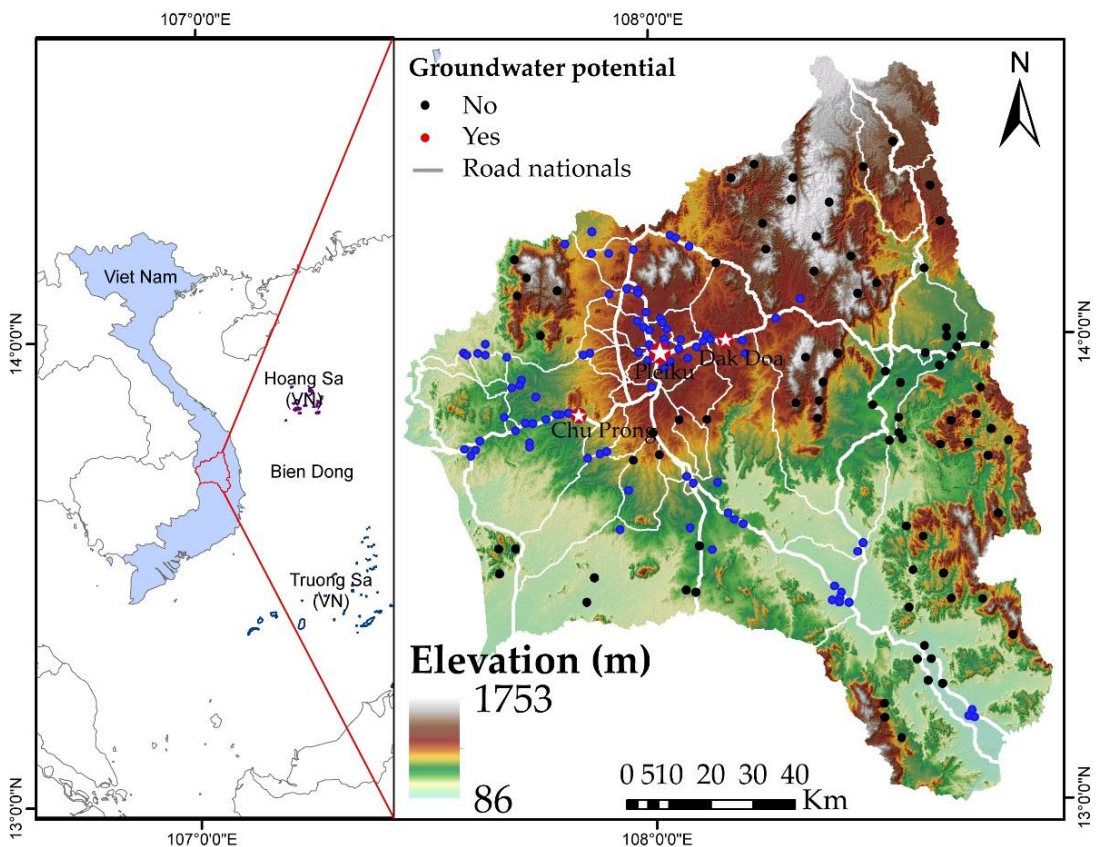 107°0'0"E
108°0'0"E
Groundwater potential
No
Yes
Road nationals
N
Viet Nam
14°0'0"N
14°0'0"N
Hoang Sa
(VN)
Dak Doa
Pleiku
Chu Prong
Bien Dong
Truong Sa
(VN)
Elevation (m)
1753
86
0 510 20 30 40
Km
13°0'0"N
13°0'0"N
107°0'0"E
108°0'0"E